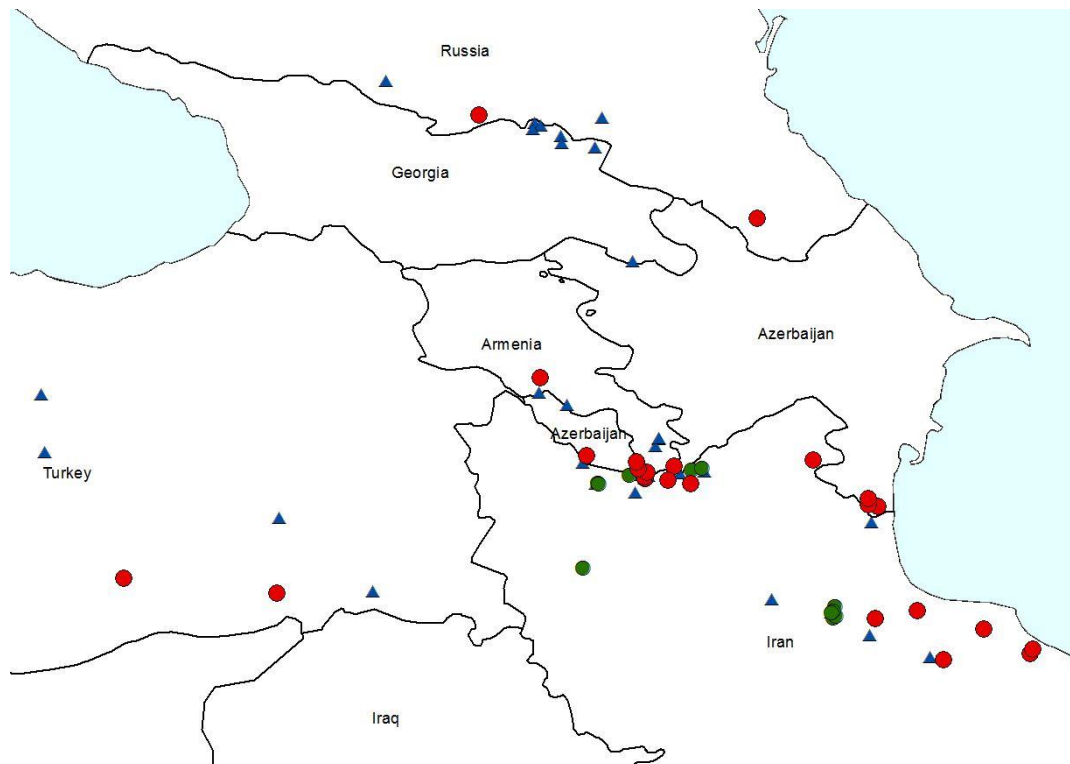 Russia
Georgia
Azerbaijan
Armenia
Azerbaijan
Turkey
Iran
Iraq